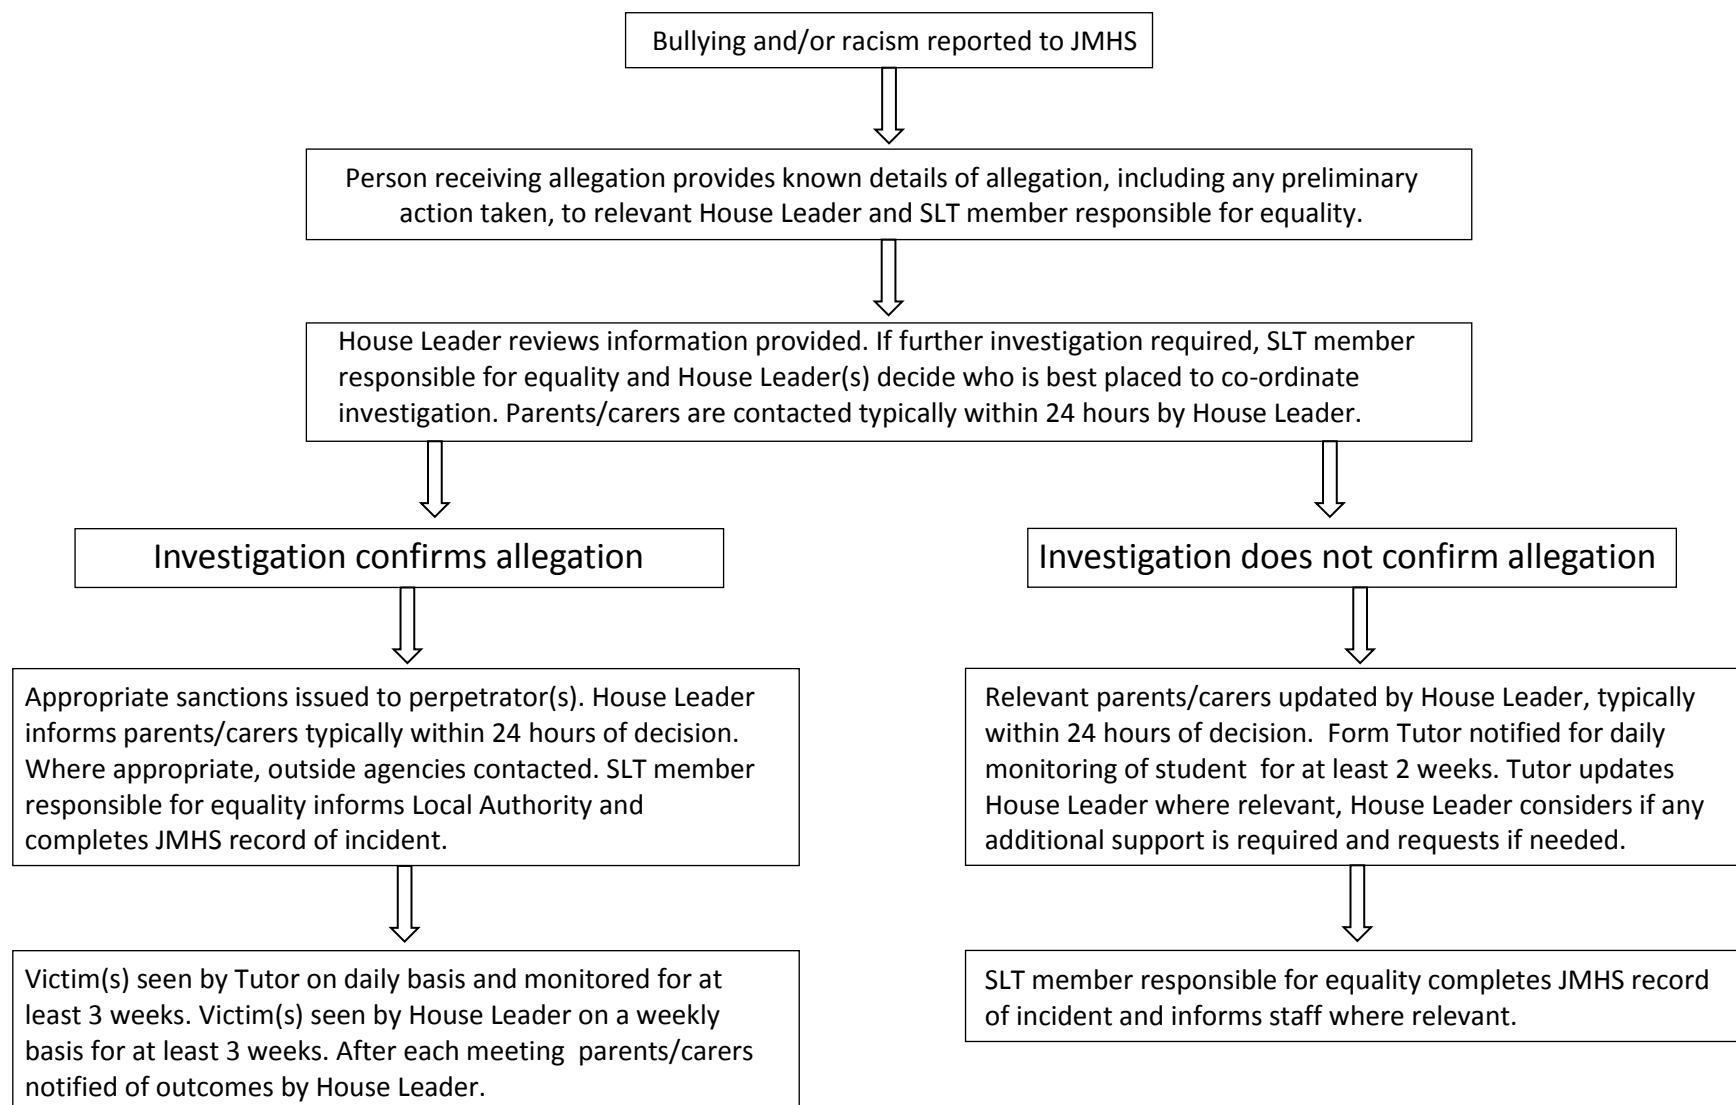 Bullying and/or racism reported to JMHS
Person receiving allegation provides known details of allegation, including any preliminary
action taken, to relevant House Leader and SLT member responsible for equality.
House Leader reviews information provided. If further investigation required, SLT member
responsible for equality and House Leader(s) decide who is best placed to co-ordinate
investigation. Parents/carers are contacted typically within 24 hours by House Leader.
Investigation confirms allegation
Investigation does not confirm allegation
Appropriate sanctions issued to perpetrator(s). House Leader
informs parents/carers typically within 24 hours of decision.
Where appropriate, outside agencies contacted. SLT member
responsible for equality informs Local Authority and
completes JMHS record of incident.
Relevant parents/carers updated by House Leader, typically
within 24 hours of decision.  Form Tutor notified for daily
monitoring of student  for at least 2 weeks. Tutor updates
House Leader where relevant, House Leader considers if any
additional support is required and requests if needed.
Victim(s) seen by Tutor on daily basis and monitored for at
least 3 weeks. Victim(s) seen by House Leader on a weekly
basis for at least 3 weeks. After each meeting  parents/carers
notified of outcomes by House Leader.
SLT member responsible for equality completes JMHS record
of incident and informs staff where relevant.